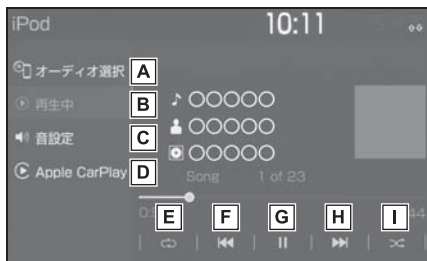 iPod 10:11
オーディオ選択 A
再生中 B
○○○○○
音設定 C
○○○○○
○○○○○
Apple CarPlay D
Song 1 of 23
E F G H I